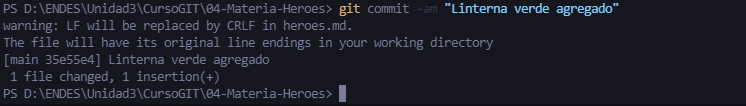 PS D:\ENDES\Unidad3\CursoGIT\04-Materia-Heroes> git commit -am "Linterna verde agregado"
warning: LF will be replaced by CRLF in heroes.md.
The file will have its original line endings in your working directory
[main 35e55e4] Linterna verde agregado
 1 file changed, 1 insertion(+)
PS D:\ENDES\Unidad3\CursoGIT\04-Materia-Heroes>